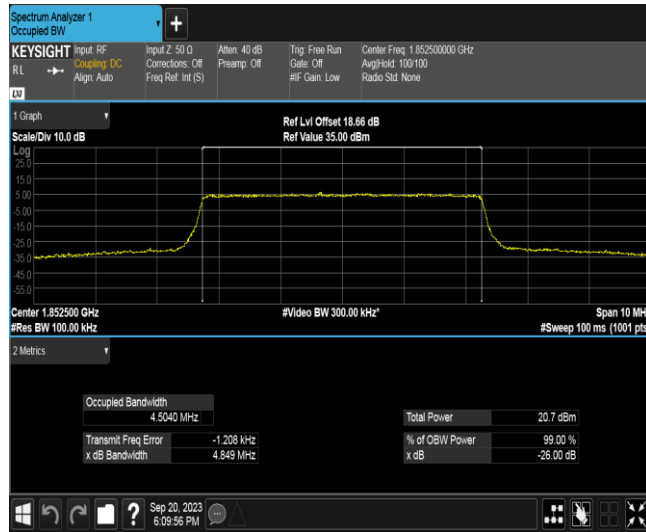 Spectrum Analyzer 1
Occupied BW
KEYSIGHT
Input: RF
Input Z: 50 Ω
Atten: 40 dB
Trig: Free Run
Center Freq: 1.852500000 GHz
RL
Coupling: DC
Corrections: Off
Preamp: Off
Gate: Off
Avg|Hold: 100/100
Align: Auto
Freq Ref: Int (S)
#IF Gain: Low
Radio Std: None
LXI
1 Graph
Ref Lvl Offset 18.66 dB
Scale/Div 10.0 dB
Ref Value 35.00 dBm
Log
25.0
15.0
5.00
-5.00
-15.0
-25.0
-35.0
-45.0
-55.0
Center 1.852500 GHz
#Video BW 300.00 kHz*
Span 10 MH
#Res BW 100.00 kHz
#Sweep 100 ms (1001 pts
2 Metrics
Occupied Bandwidth
4.5040 MHz
Total Power
20.7 dBm
Transmit Freq Error
-1.208 kHz
% of OBW Power
99.00 %
x dB Bandwidth
4.849 MHz
x dB
-26.00 dB
?
Sep 20, 2023
6:09:56 PM